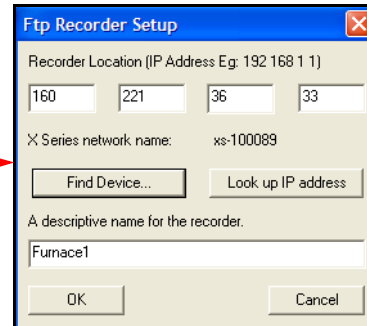 Ftp Recorder Setup
Recorder Location (IP Address Eg: 192 168 1 1)
160 221 36 33
X Series network name: xs-100089
Find Device... Look up IP address
A descriptive name for the recorder.
Furnace1
OK Cancel